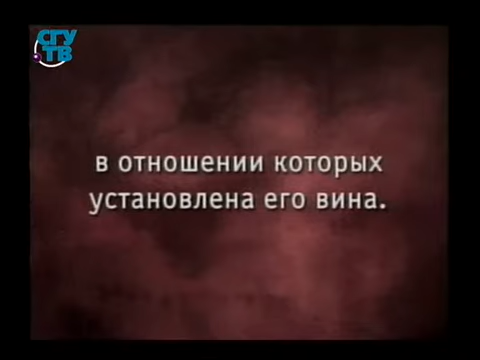 СГУ
ТВ
в отношении которых
установлена его вина.